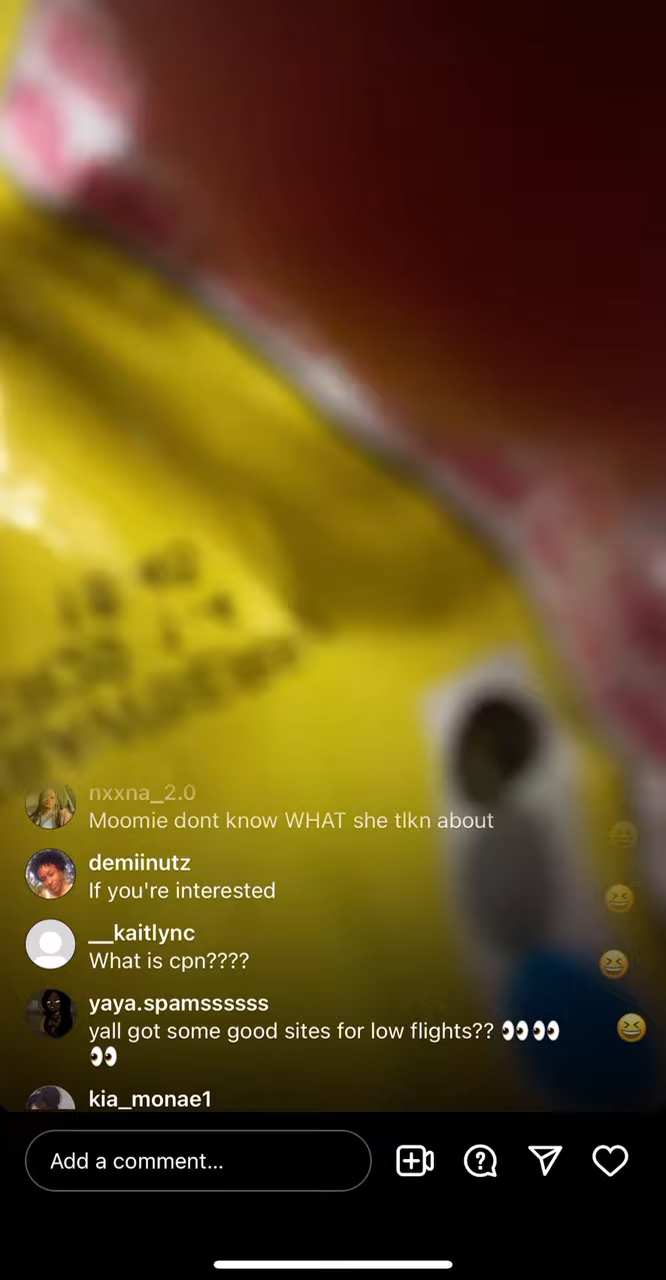 nxxna_2.0
Moomie dont know WHAT she tlkn about
demiinutz
If you're interested
__kaitlync
What is cpn????
yaya.spamssssss
yall got some good sites for low flights?? 👀👀
👀
kia_monae1
Add a comment...